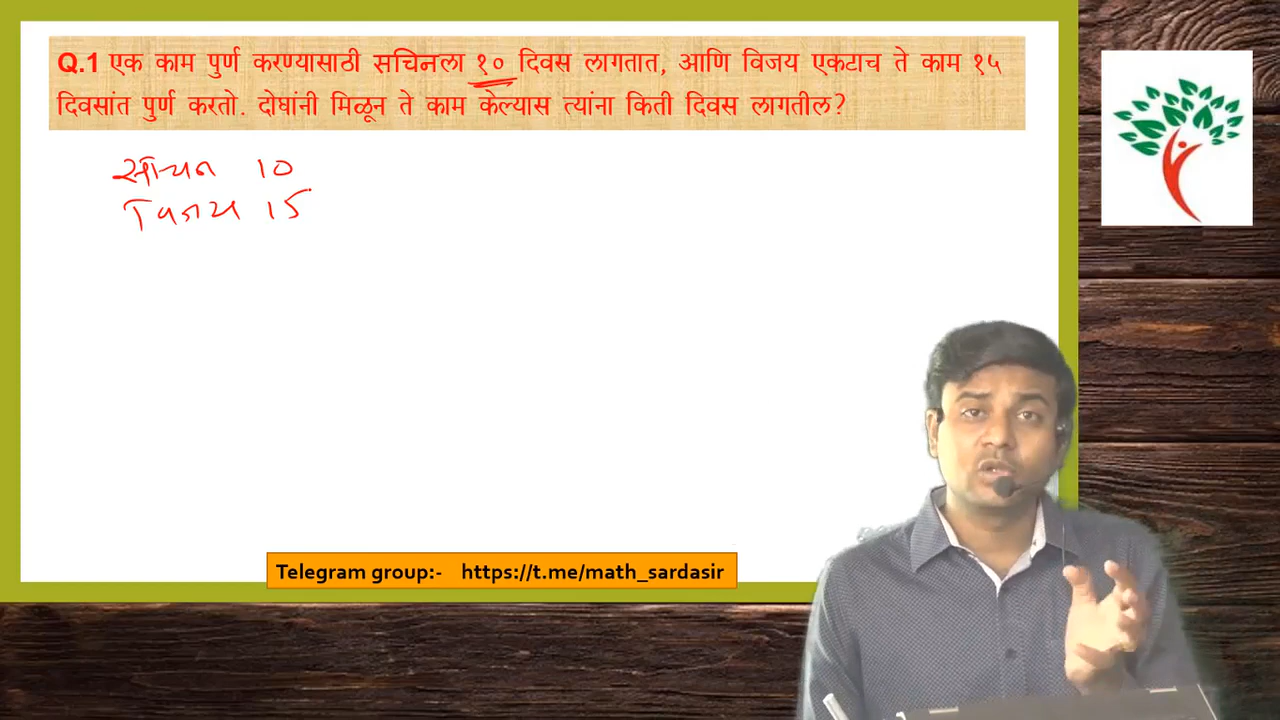 Q.1 एक काम पुर्ण करण्यासाठी सचिनला १० दिवस लागतात, आणि विजय एकटाच ते काम १५
दिवसांत पुर्ण करतो. दोघांनी मिळून ते काम केल्यास त्यांना किती दिवस लागतील?
सचिन 10
विजय 15
Telegram group:- https://t.me/math_sardasir